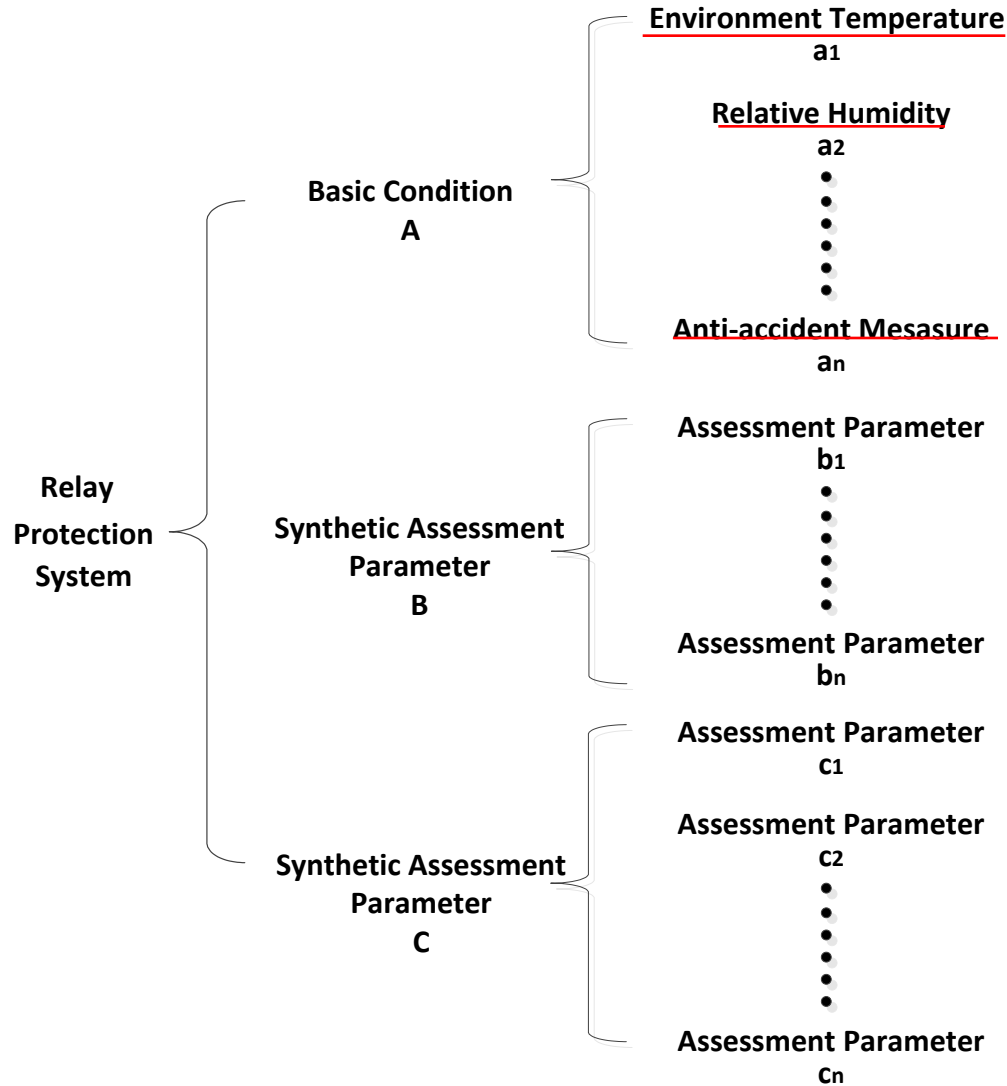 Environment Temperature
a1
Relative Humidity
a2
Basic Condition
A
Anti-accident Mesasure
an
Assessment Parameter
b1
Relay
Protection
System
Synthetic Assessment
Parameter
B
Assessment Parameter
bn
Assessment Parameter
c1
Assessment Parameter
c2
Synthetic Assessment
Parameter
C
Assessment Parameter
cn